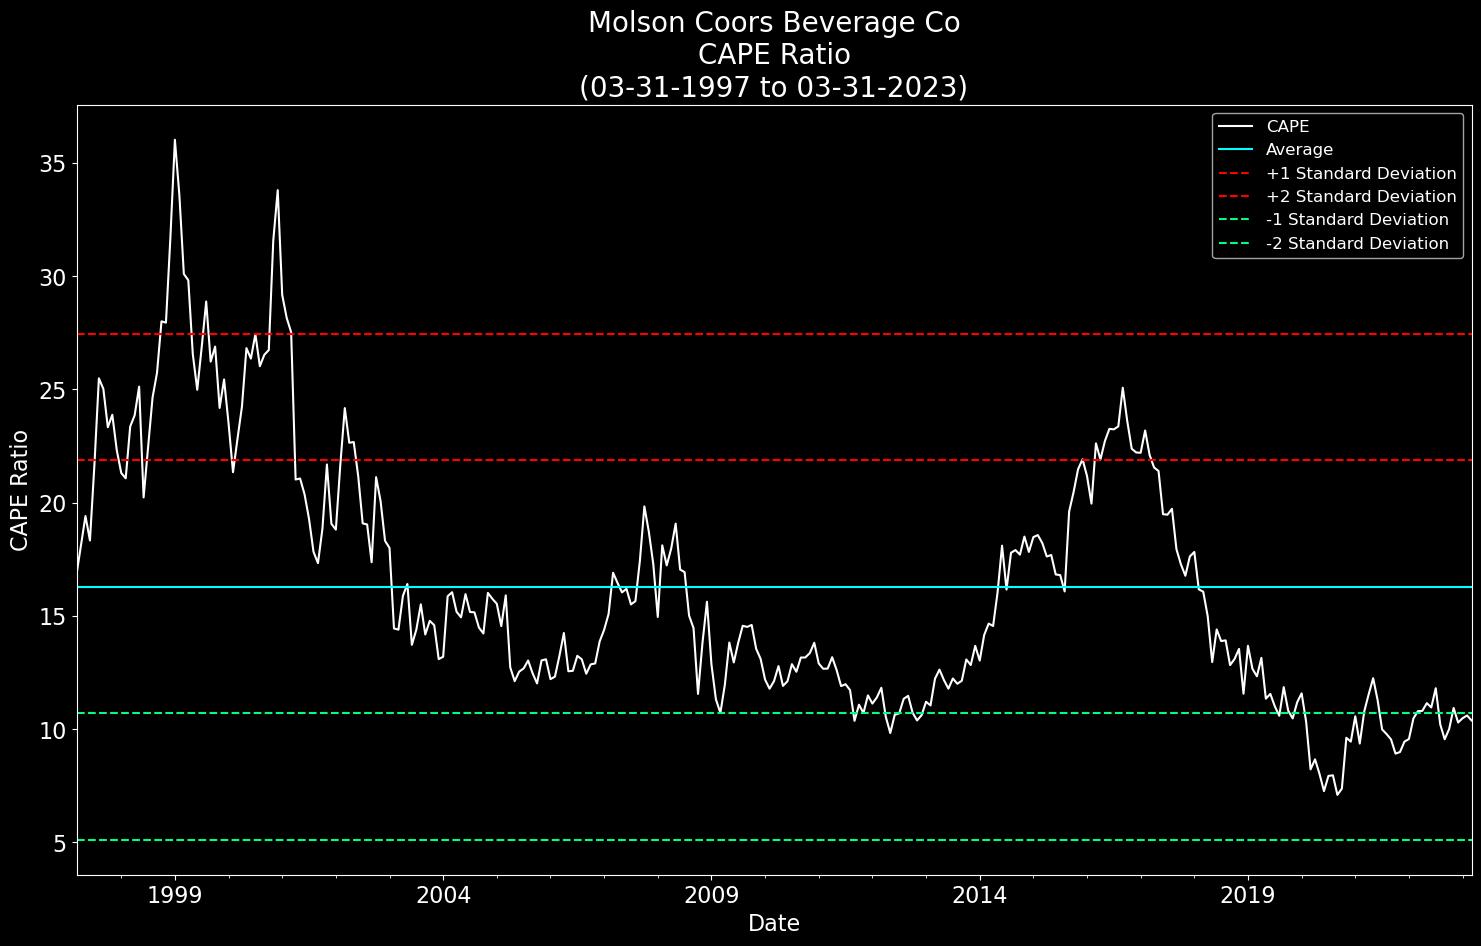 Molson Coors Beverage Co
CAPE Ratio
(03-31-1997 to 03-31-2023)
CAPE
Average
+1 Standard Deviation
+2 Standard Deviation
-1 Standard Deviation
-2 Standard Deviation
CAPE Ratio
35
30
25
20
15
10
5
1999 2004 2009 2014 2019
Date